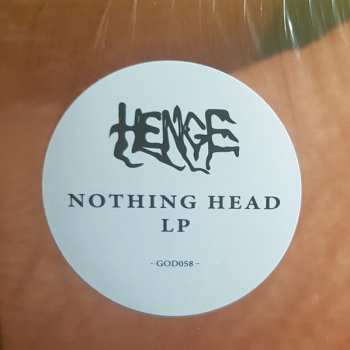 HENGE
NOTHING HEAD
LP
- GOD058 -